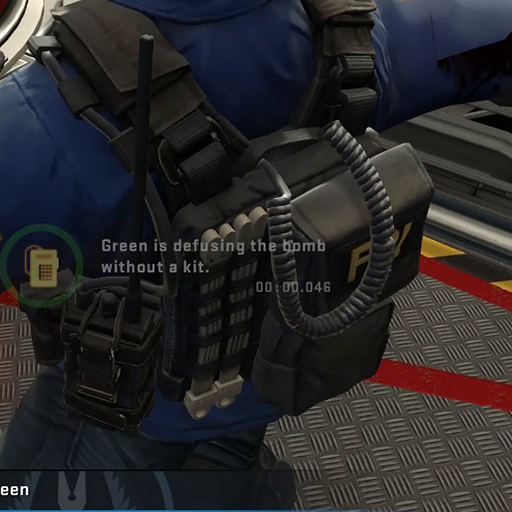 Green is defusing the bomb
without a kit.
00:00.046
een